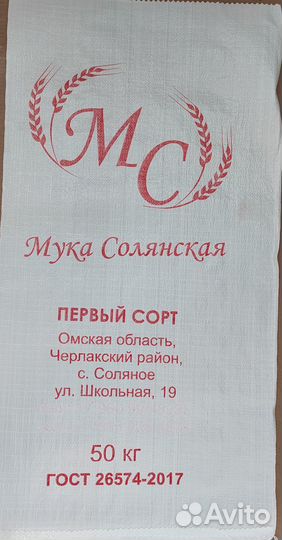 МС
Мука Солянская
ПЕРВЫЙ СОРТ
Омская область,
Черлакский район,
с. Соляное
ул. Школьная, 19
50 кг
ГОСТ 26574-2017
Avito